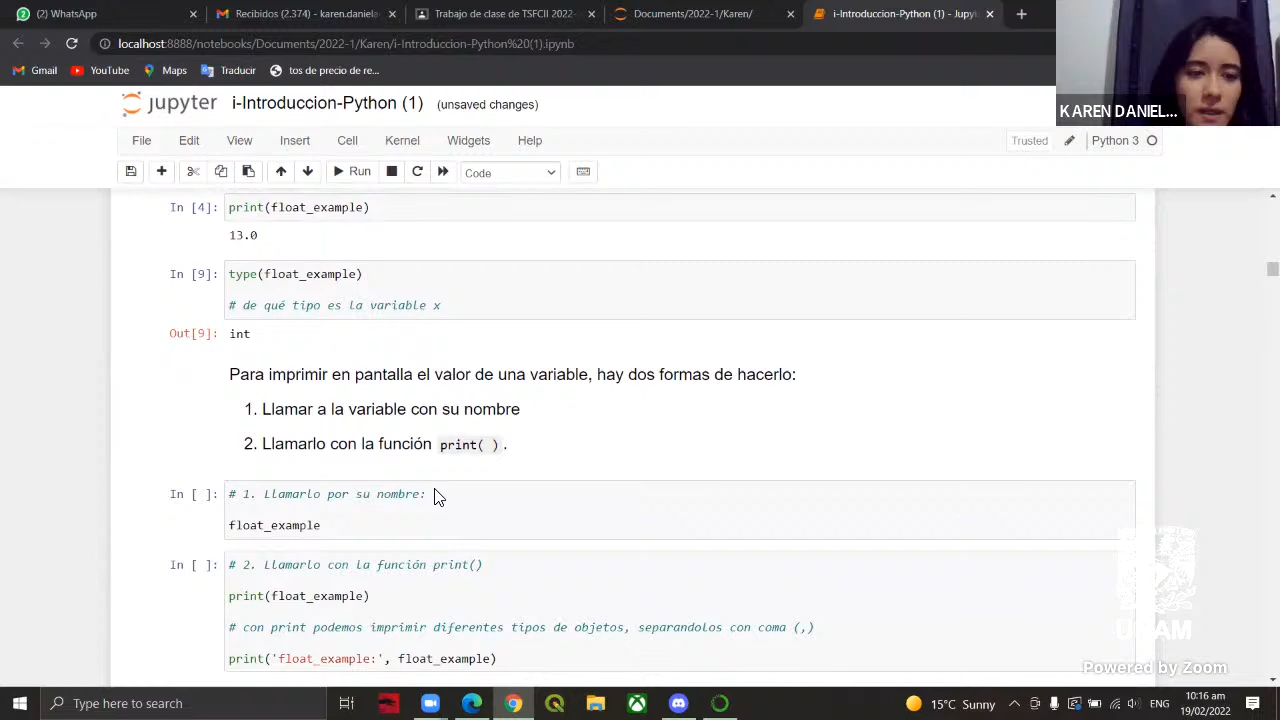 (2) WhatsApp
Recibidos (2.374) - karen.daniela
Trabajo de clase de TSFCII 2022-
Documents/2022-1/Karen/
i-Introduccion-Python (1) - Jupyt
localhost:8888/notebooks/Documents/2022-1/Karen/i-Introduccion-Python%20(1).ipynb
Gmail
YouTube
Maps
Traducir
tos de precio de re...
KAREN DANIEL...
jupyter i-Introduccion-Python (1) (unsaved changes)
File Edit View Insert Cell Kernel Widgets Help
Trusted Python 3
Run Code
In [4]: print(float_example)
13.0
In [9]: type(float_example)
# de qué tipo es la variable x
Out[9]: int
Para imprimir en pantalla el valor de una variable, hay dos formas de hacerlo:
1. Llamar a la variable con su nombre
2. Llamarlo con la función print( ).
In [ ]: # 1. Llamarlo por su nombre:
float_example
In [ ]: # 2. Llamarlo con la función print()
print(float_example)
# con print podemos imprimir diferentes tipos de objetos, separandolos con coma (,)
print('float_example:', float_example)
UNAM
Powered by Zoom
Type here to search
15°C Sunny
10:16 am
19/02/2022